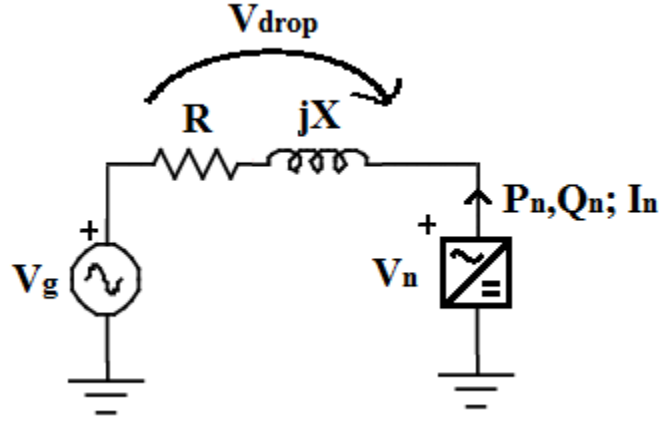 Vdrop
R
jX
+
Pn,Qn; In
+
Vg
Vn